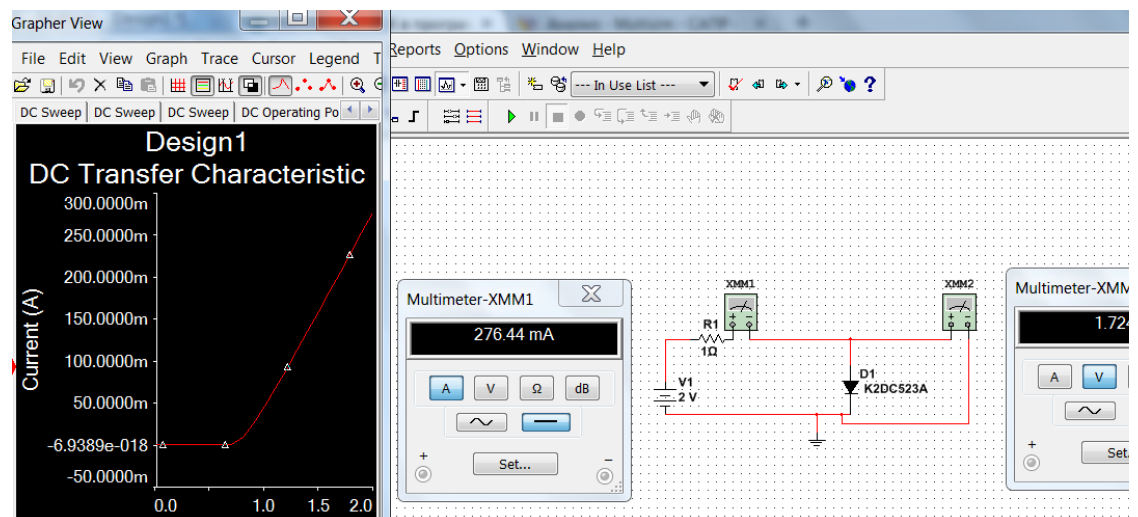 Grapher View
File Edit View Graph Trace Cursor Legend T
DC Sweep DC Sweep DC Sweep DC Operating Po
Design1
DC Transfer Characteristic
Current (A)
300.0000m
250.0000m
200.0000m
150.0000m
100.0000m
50.0000m
-6.9389e-018
-50.0000m
0.0 1.0 1.5 2.0
Reports Options Window Help
--- In Use List ---
Multimeter-XMM1
276.44 mA
A V Ω dB
+ Set... −
XMM1
R1
1Ω
V1
2 V
D1
K2DC523A
XMM2
Multimeter-XMM
1.724
A V
+ Set.